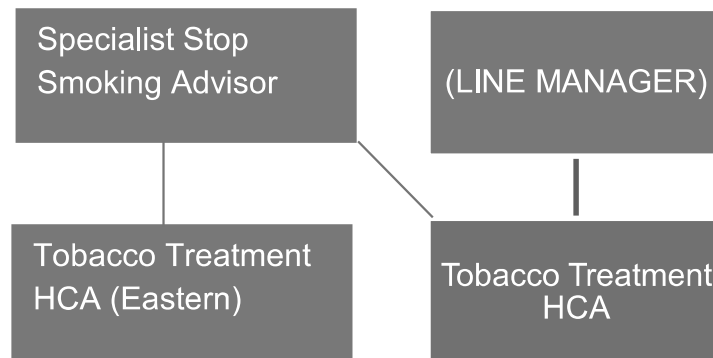 Specialist Stop
Smoking Advisor
(LINE MANAGER)
Tobacco Treatment
HCA (Eastern)
Tobacco Treatment
HCA